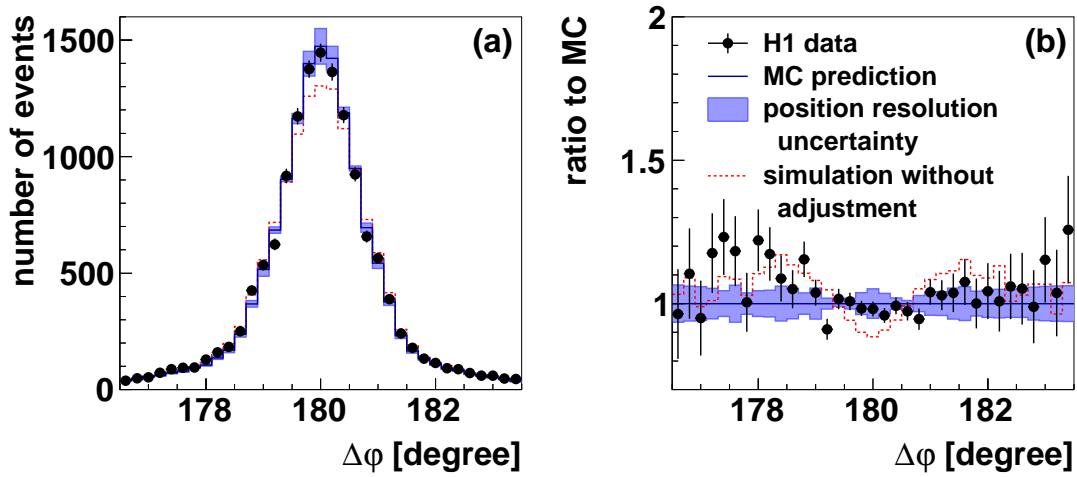 number of events
1500
1000
500
0
(a)
178
180
182
Δφ [degree]
ratio to MC
2
1.5
1
(b)
H1 data
MC prediction
position resolution
uncertainty
simulation without
adjustment
178
180
182
Δφ [degree]